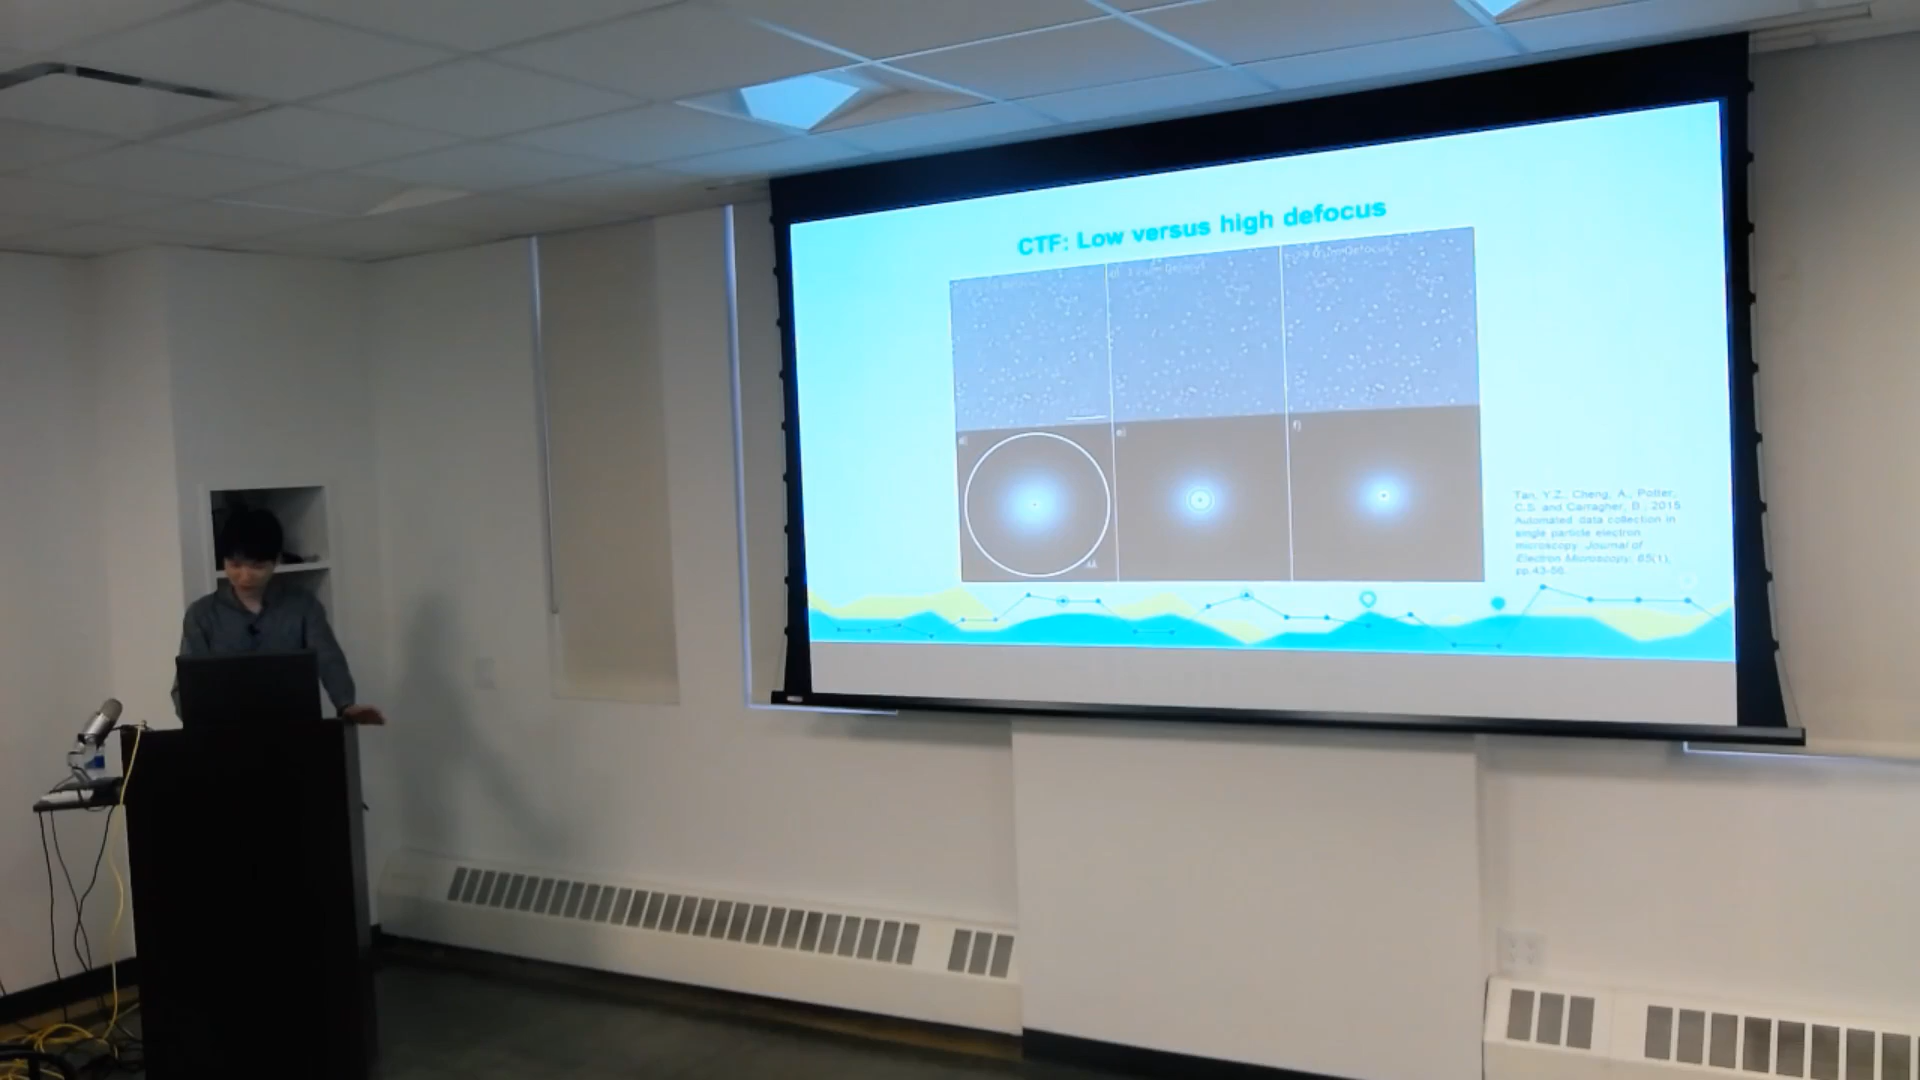 CTF: Low versus high defocus
Tan, Y.Z., Cheng, A., Potter,
C.S. and Carragher, B., 2015.
Automated data collection in
single particle electron
microscopy. Journal of
Electron Microscopy, 65(1),
pp.43-56.